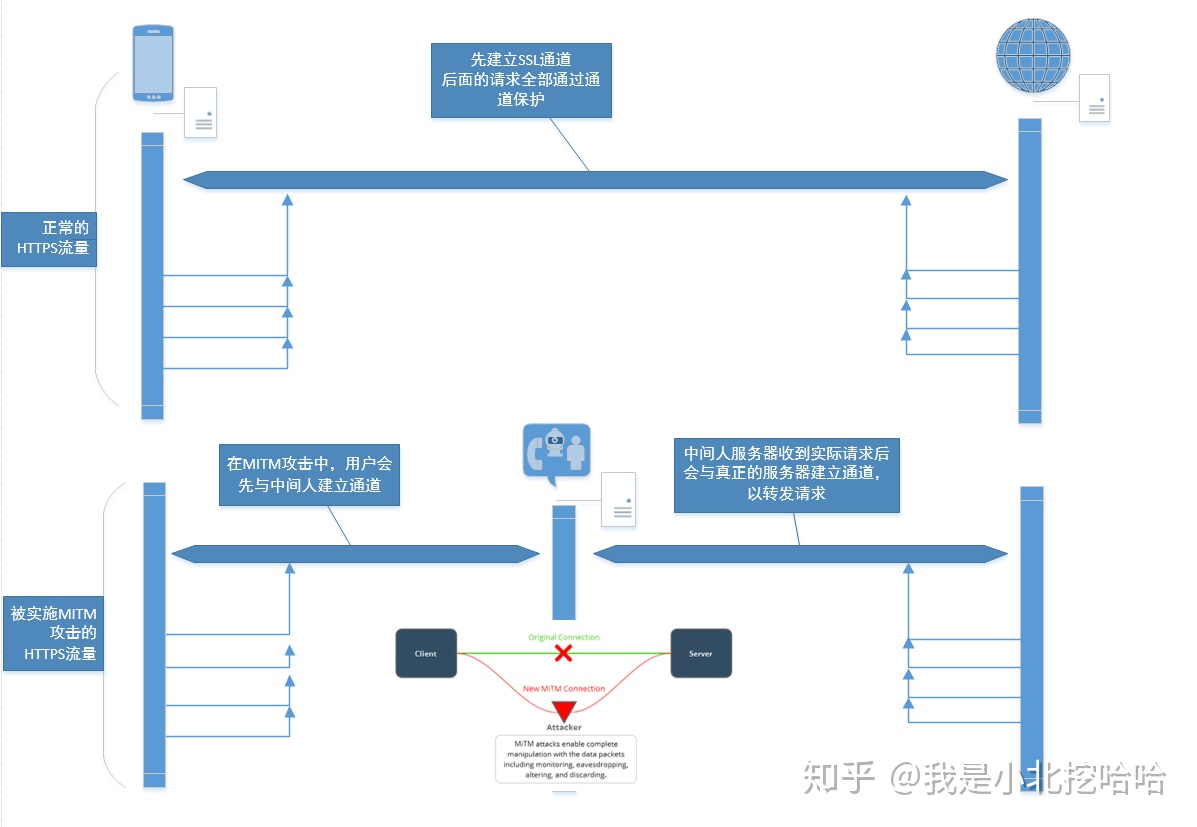 先建立SSL通道
后面的请求全部通过通
道保护
正常的
HTTPS流量
在MITM攻击中，用户会
先与中间人建立通道
中间人服务器收到实际请求后
会与真正的服务器建立通道，
以转发请求
被实施MITM
攻击的
HTTPS流量
Original Connection
Client
Server
New MiTM Connection
Attacker
MiTM attacks enable complete
manipulation with the data packets
including monitoring, eavesdropping,
altering, and discarding.
知乎 @我是小北挖哈哈